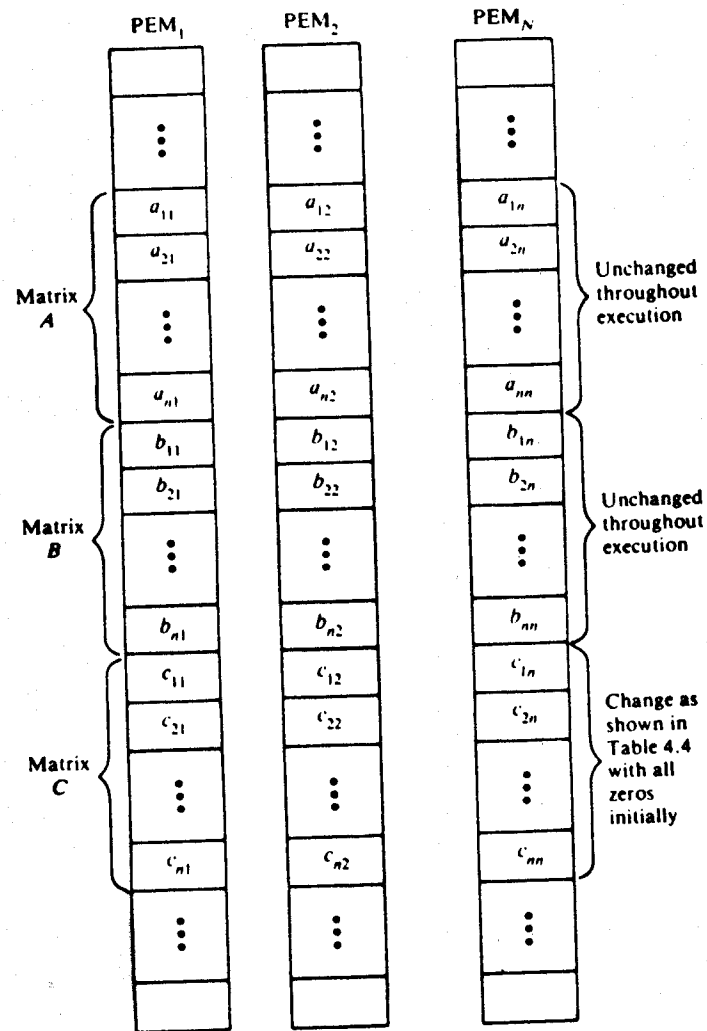 PEM₁ PEM₂ PEM_N
a₁₁ a₁₂ a₁ₙ
a₂₁ a₂₂ a₂ₙ
Matrix
A
Unchanged
throughout
execution
aₙ₁ aₙ₂ aₙₙ
b₁₁ b₁₂ b₁ₙ
b₂₁ b₂₂ b₂ₙ
Matrix
B
Unchanged
throughout
execution
bₙ₁ bₙ₂ bₙₙ
c₁₁ c₁₂ c₁ₙ
c₂₁ c₂₂ c₂ₙ
Matrix
C
Change as
shown in
Table 4.4
with all
zeros
initially
cₙ₁ cₙ₂ cₙₙ